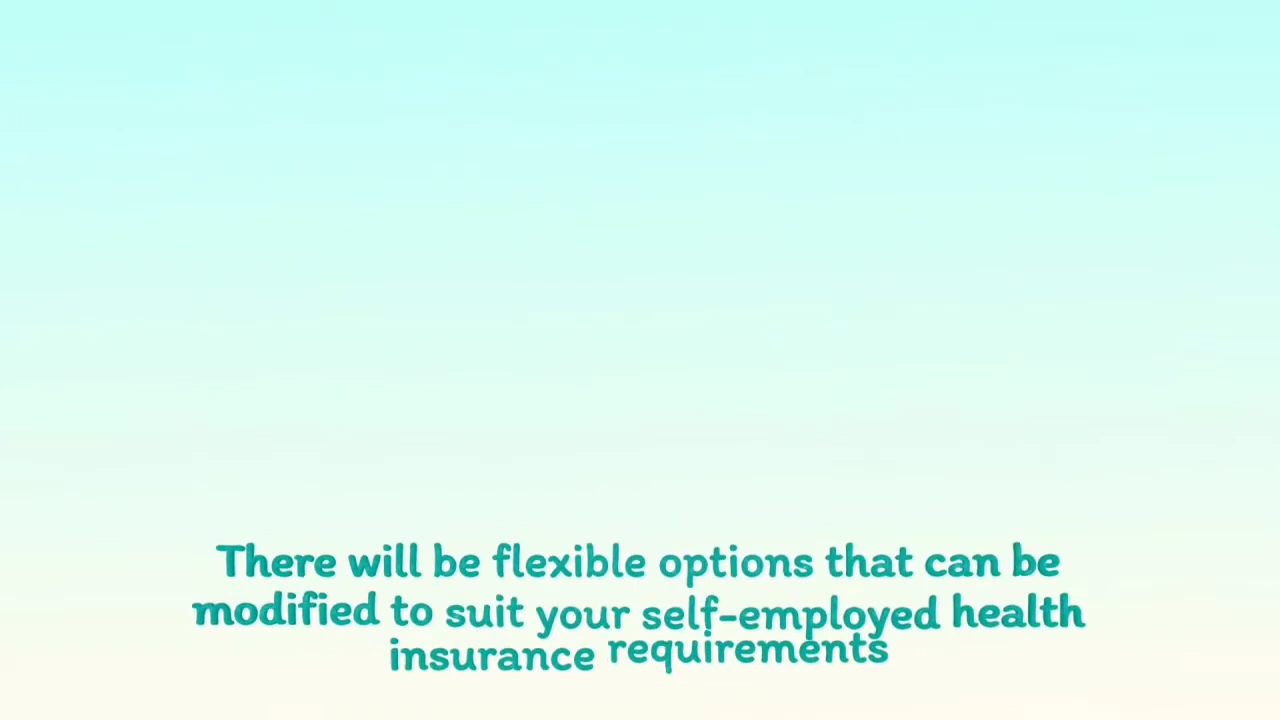 There will be flexible options that can be
modified to suit your self-employed health
insurance requirements